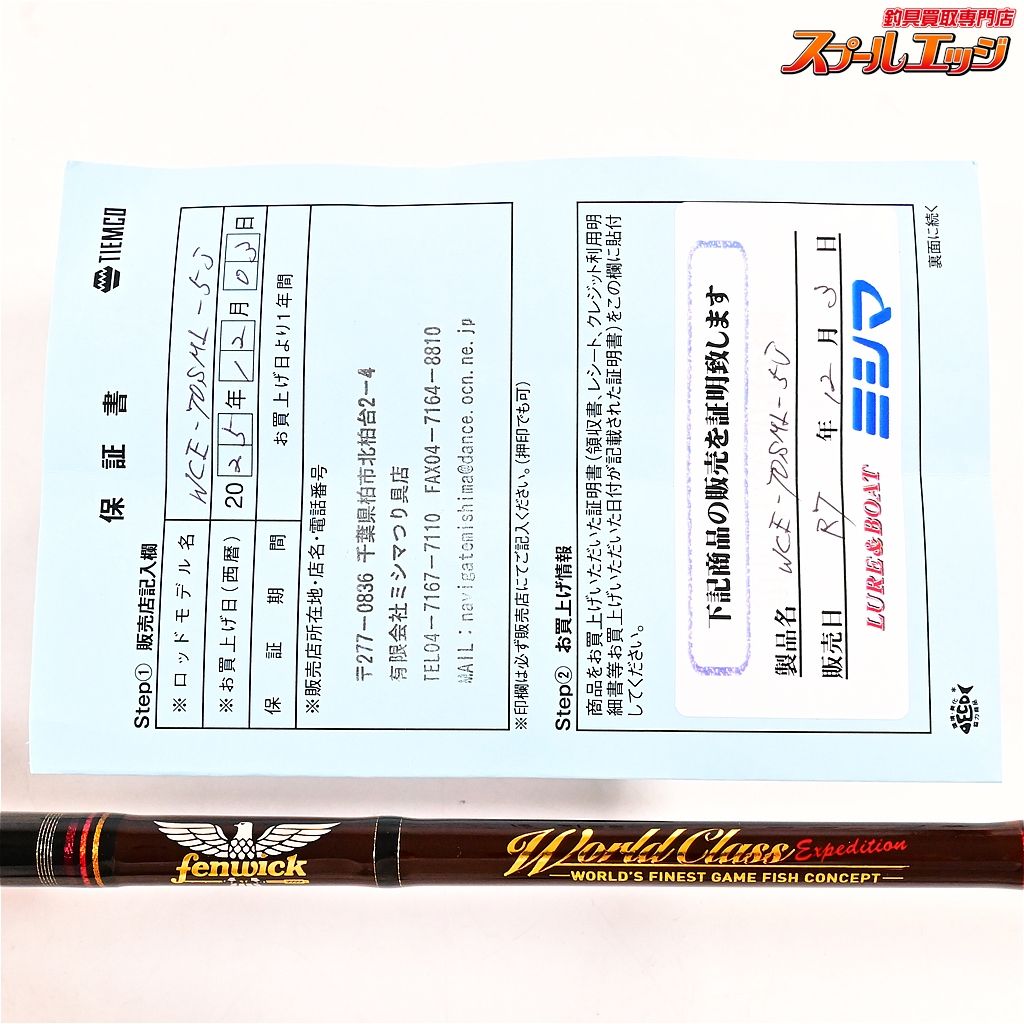 釣具買取専門店
スプールエッジ
TIEMCO
保証書
Step① 販売店記入欄
※ロッドモデル名 WCE-70SML-5J
※お買上げ日(西暦) 2025年12月03日
保証期間 お買上げ日より1年間
※販売店所在地・店名・電話番号
〒277-0836 千葉県柏市北柏台2-4
有限会社ミシマつり具店
TEL04-7167-7110 FAX04-7164-8810
MAIL:navigatemishima@dance.ocn.ne.jp
※印欄は必ず販売店にてご記入ください。(押印でも可)
Step② お買上げ情報
商品をお買上げいただいた証明書(領収書、レシート、クレジット利用明
細書等お買上げいただいた日付が記載された証明書)をこの欄に貼付
してください。
下記商品の販売を証明致します
製品名 WCE-70SML-5J
販売日 R7年12月3日
LURE&BOAT ミシマ
裏面に続く
fenwick
World Class Expedition
WORLD'S FINEST GAME FISH CONCEPT